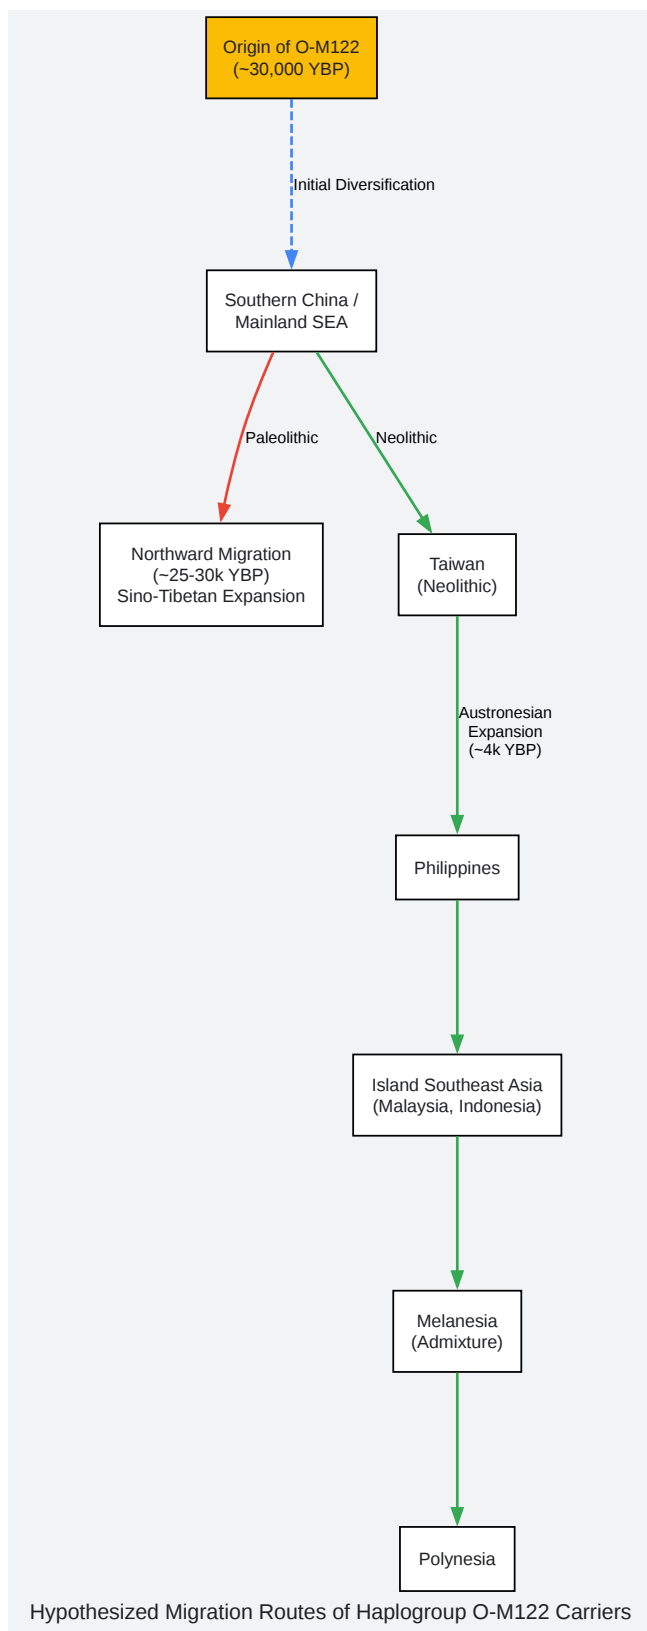 Origin of O-M122
(~30,000 YBP)
Initial Diversification
Southern China /
Mainland SEA
Paleolithic
Neolithic
Northward Migration
(~25-30k YBP)
Sino-Tibetan Expansion
Taiwan
(Neolithic)
Austronesian
Expansion
(~4k YBP)
Philippines
Island Southeast Asia
(Malaysia, Indonesia)
Melanesia
(Admixture)
Polynesia
Hypothesized Migration Routes of Haplogroup O-M122 Carriers